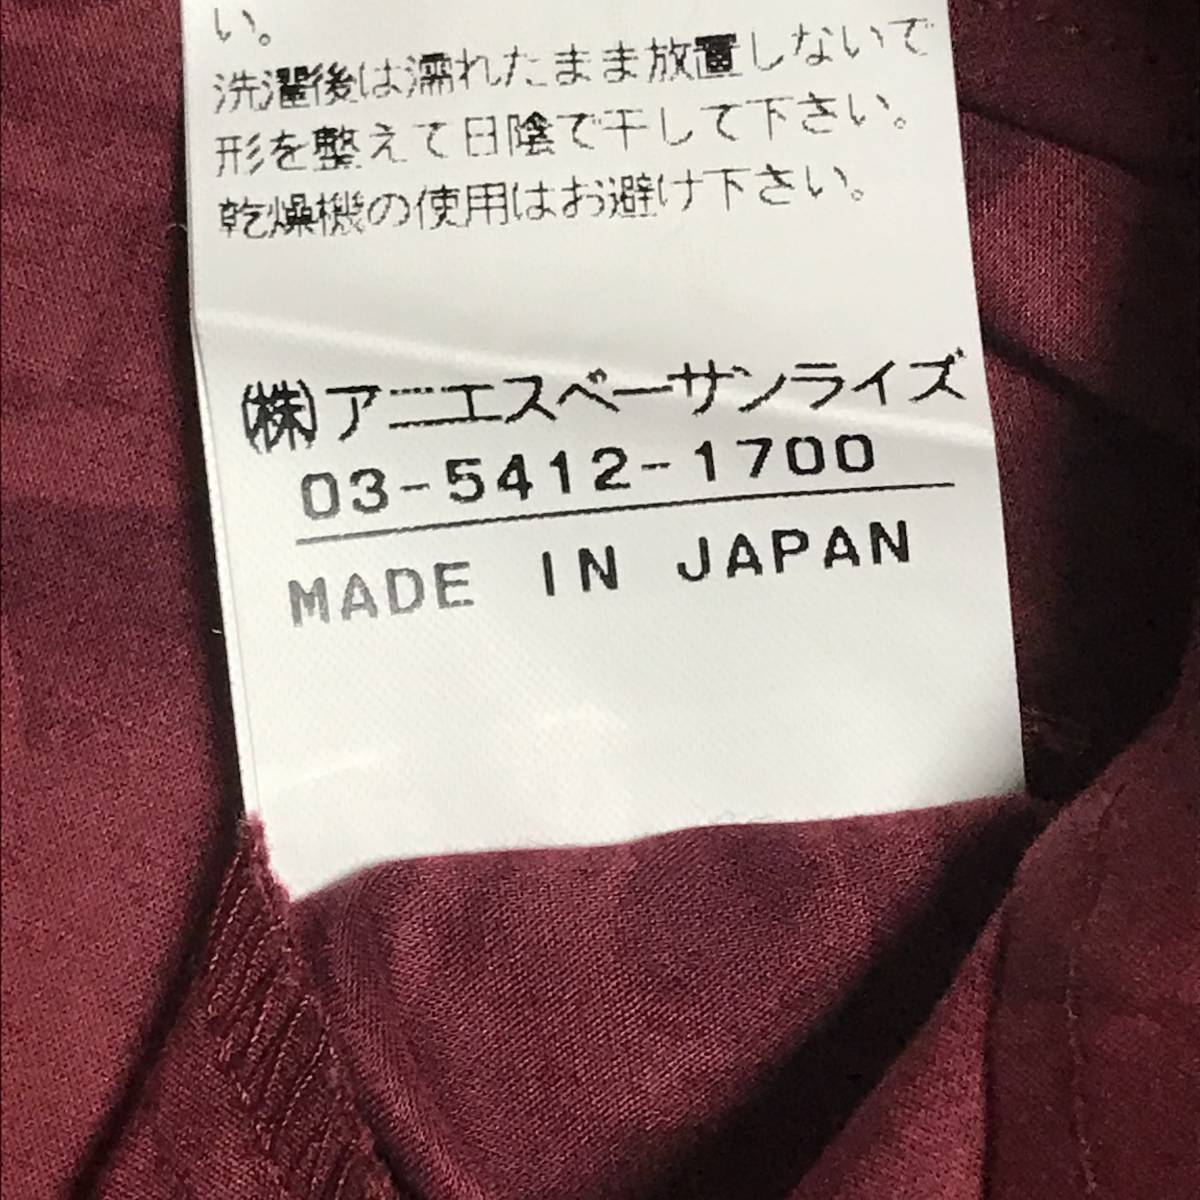 い。
洗濯後は濡れたまま放置しないで
形を整えて日陰で干して下さい。
乾燥機の使用はお避け下さい。
(株)アニエスベーサンライズ
03-5412-1700
MADE IN JAPAN